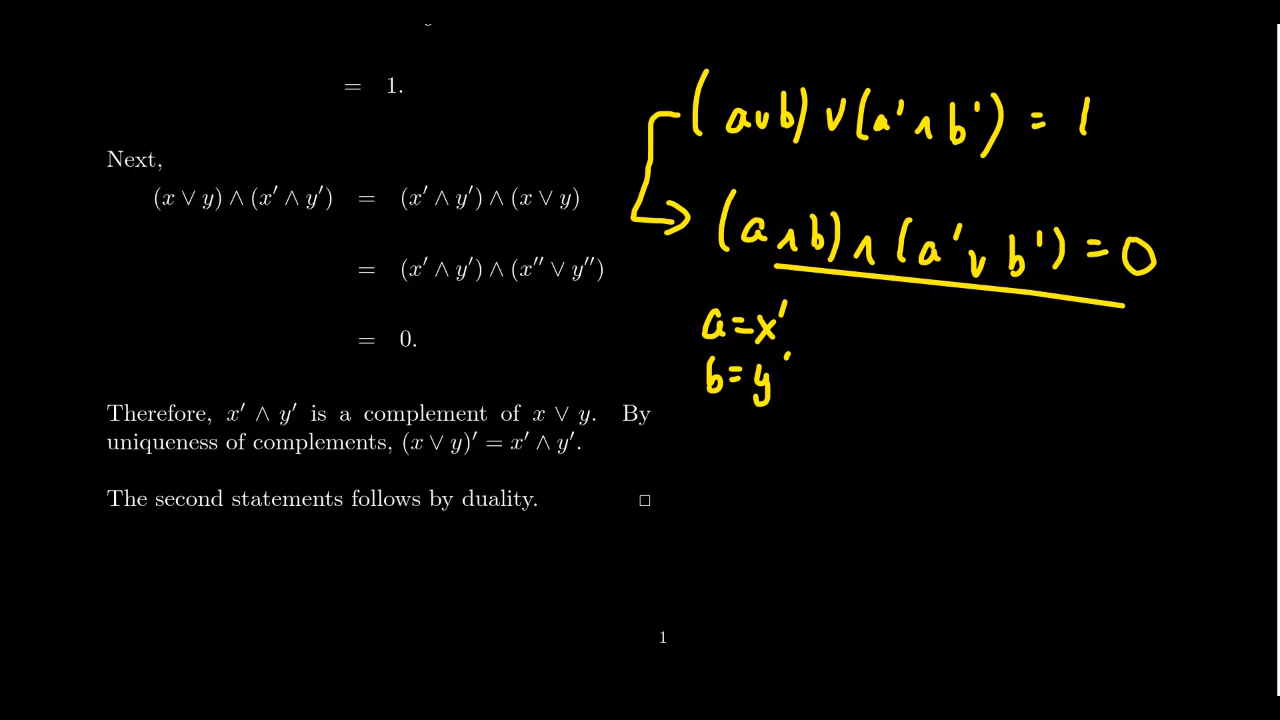 = 1.
Next,
(x ∨ y) ∧ (x′ ∧ y′) = (x′ ∧ y′) ∧ (x ∨ y)
= (x′ ∧ y′) ∧ (x′′ ∨ y′′)
= 0.
Therefore, x′ ∧ y′ is a complement of x ∨ y. By
uniqueness of complements, (x ∨ y)′ = x′ ∧ y′.
The second statements follows by duality. □
1
(a∨b) ∨ (a' ∧ b') = 1
(a ∧ b) ∧ (a' ∨ b') = 0
a = x'
b = y'